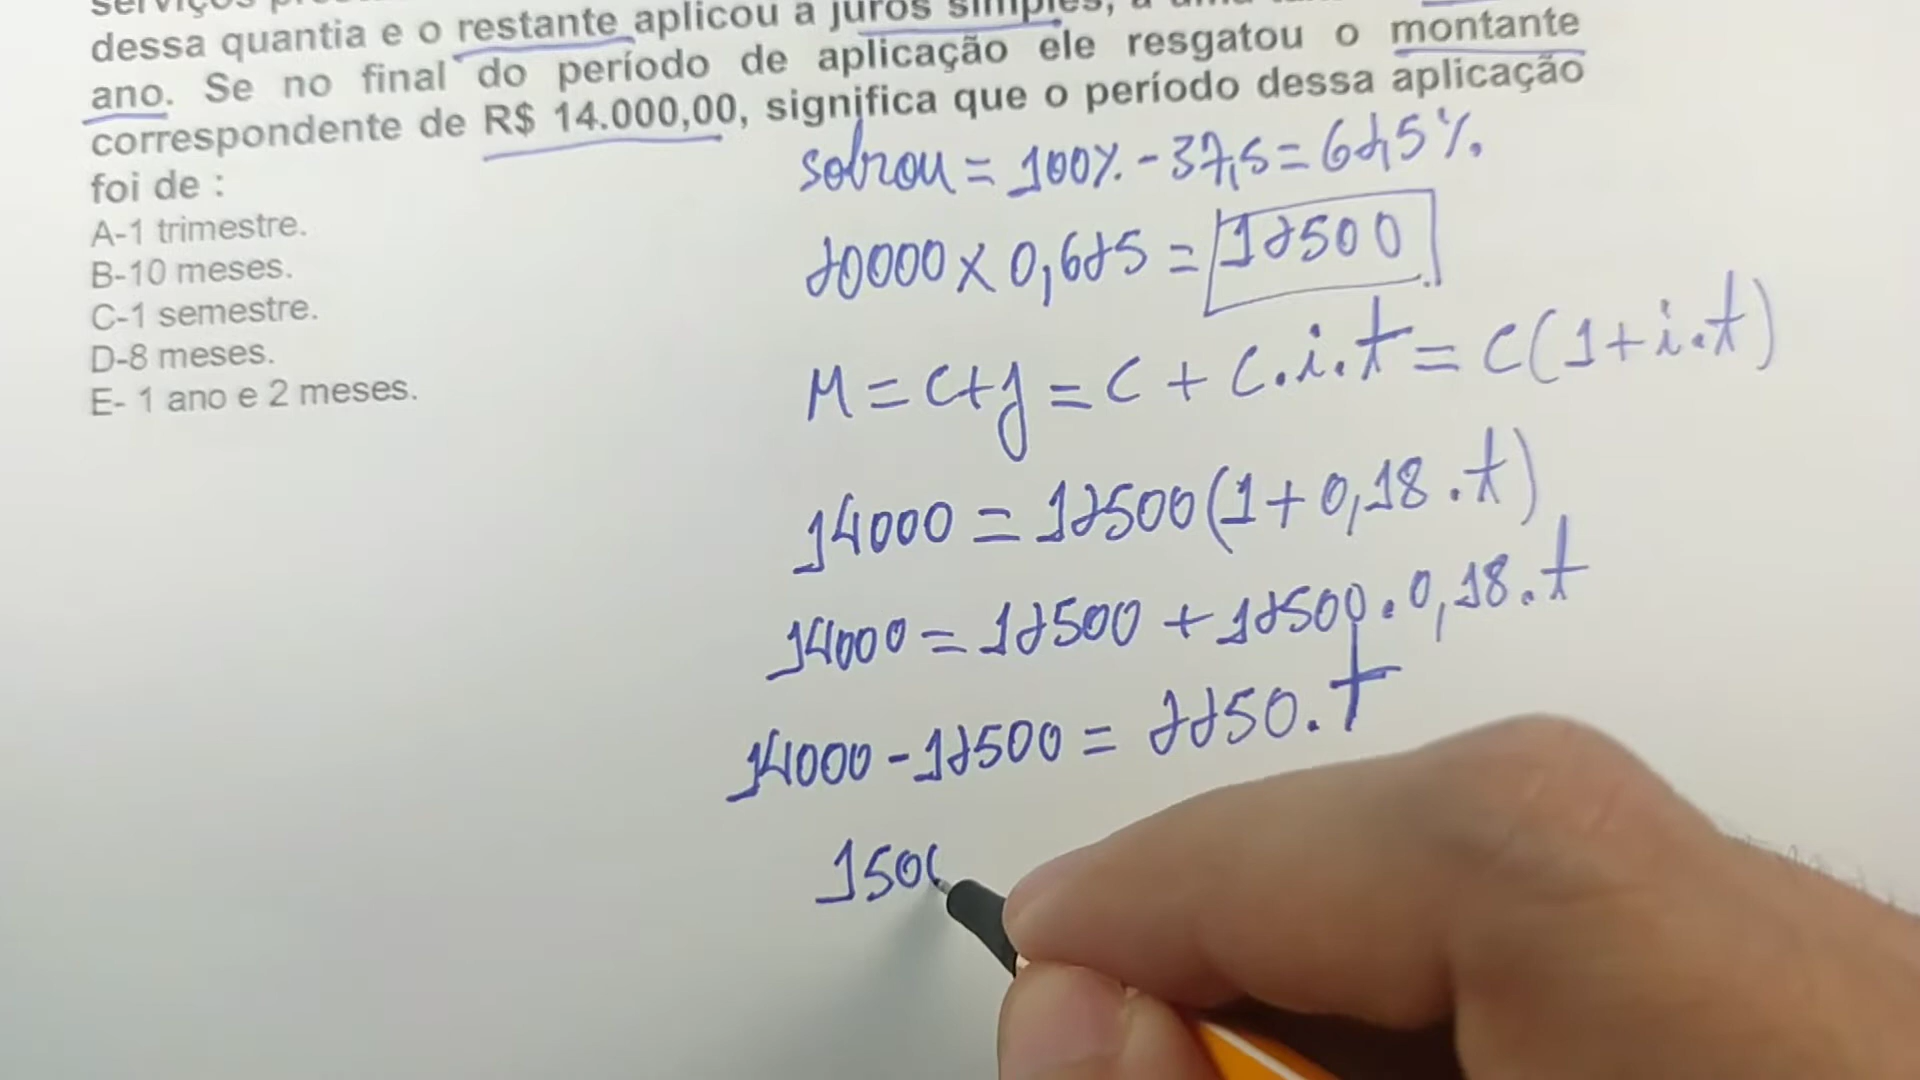 dessa quantia e o restante aplicou a juros simples, a uma
ano. Se no final do período de aplicação ele resgatou o montante
correspondente de R$ 14.000,00, significa que o período dessa aplicação
foi de :
A-1 trimestre.
B-10 meses.
C-1 semestre.
D-8 meses.
E- 1 ano e 2 meses.
sobrou = 100% - 37,5 = 62,5%.
20000 x 0,625 = 12500
M = C+J = C + C.i.t = C(1+i.t)
14000 = 12500(1+0,18.t)
14000 = 12500 + 12500.0,18.t
14000 - 12500 = 2250.t
1500